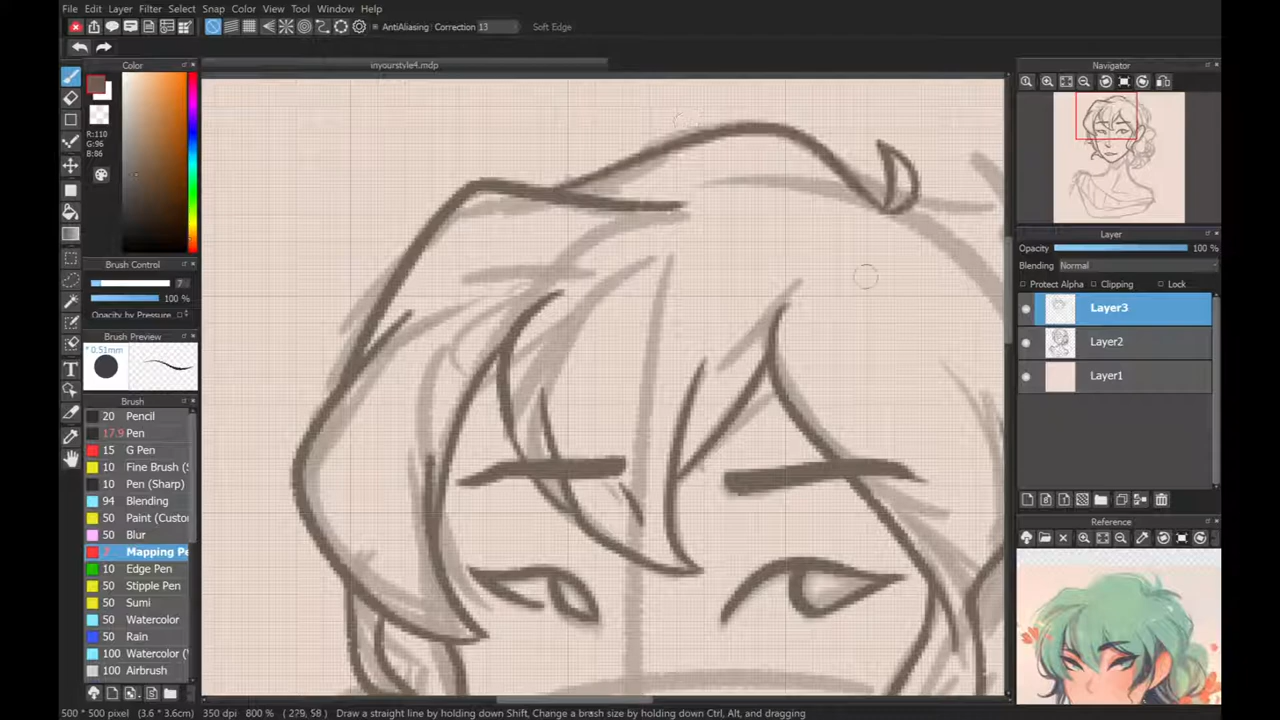 File Edit Layer Filter Select Snap Color View Tool Window Help
AntiAliasing Correction 13 Soft Edge
inyourstyle4.mdp
Color
R:110
G:96
B:86
Brush Control
7
100 %
Opacity by Pressure
Brush Preview
* 0.51mm
Brush
20 Pencil
17.9 Pen
15 G Pen
10 Fine Brush (S
10 Pen (Sharp)
94 Blending
50 Paint (Custo
50 Blur
7 Mapping Pe
10 Edge Pen
50 Stipple Pen
50 Sumi
50 Watercolor
50 Rain
100 Watercolor (
100 Airbrush
Navigator
Layer
Opacity 100 %
Blending Normal
Protect Alpha Clipping Lock
Layer3
Layer2
Layer1
Reference
500 * 500 pixel (3.6 * 3.6cm) 350 dpi 800 % ( 279, 58 ) Draw a straight line by holding down Shift, Change a brush size by holding down Ctrl, Alt, and dragging